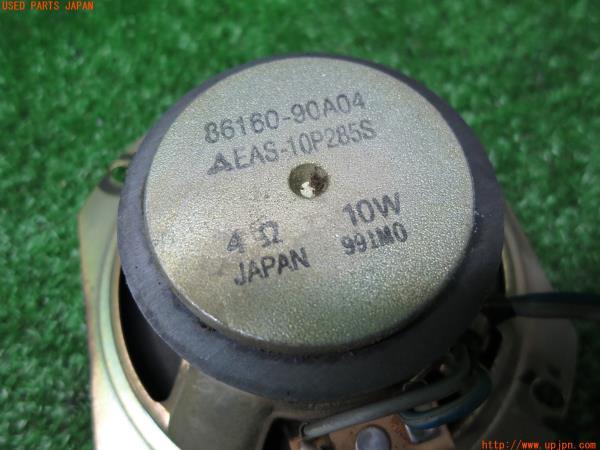 USED PARTS JAPAN
86160-90A04
EAS-10P285S
4Ω 10W
JAPAN 991M0
http://www.upjpn.com